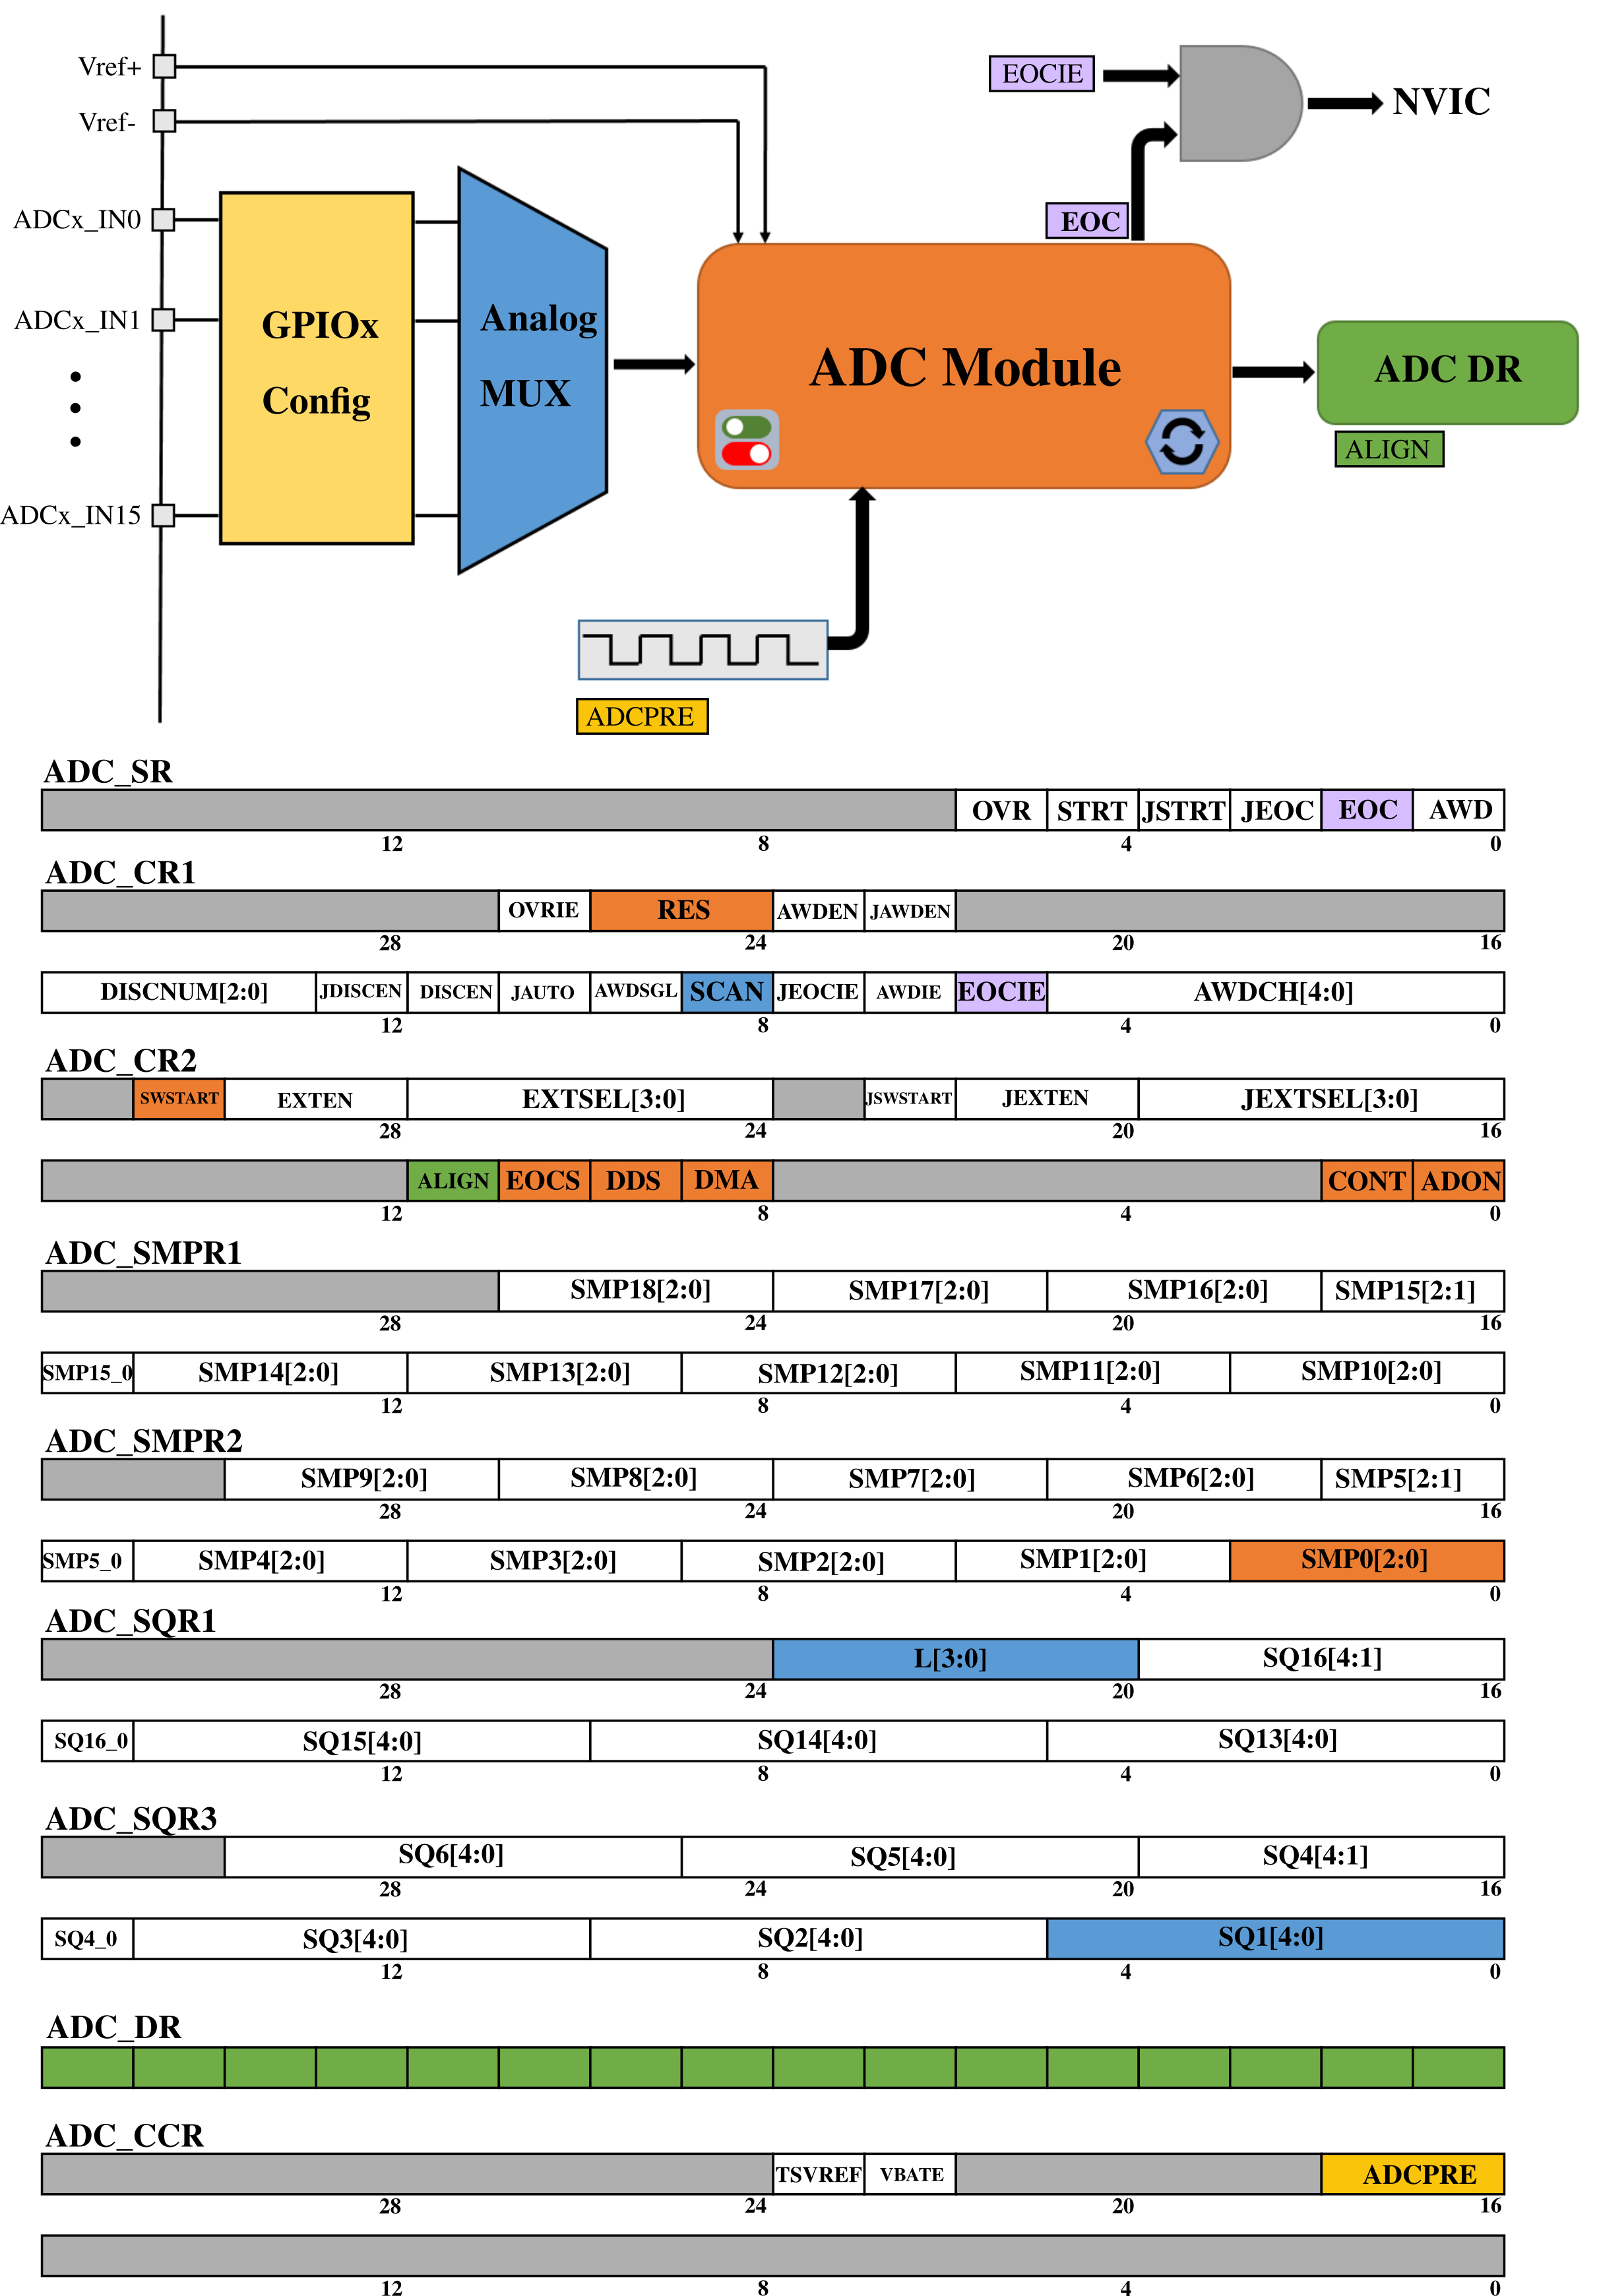 Vref+
EOCIE
NVIC
Vref-
EOC
ADCx_IN0
ADCx_IN1
GPIOx
Config
Analog
MUX
ADC Module
ADC DR
ALIGN
ADCx_IN15
ADCPRE
ADC_SR
OVR STRT JSTRT JEOC EOC AWD
12 8 4 0
ADC_CR1
OVRIE RES AWDEN JAWDEN
28 24 20 16
DISCNUM[2:0] JDISCEN DISCEN JAUTO AWDSGL SCAN JEOCIE AWDIE EOCIE AWDCH[4:0]
12 8 4 0
ADC_CR2
SWSTART EXTEN EXTSEL[3:0] JSWSTART JEXTEN JEXTSEL[3:0]
28 24 20 16
ALIGN EOCS DDS DMA CONT ADON
12 8 4 0
ADC_SMPR1
SMP18[2:0] SMP17[2:0] SMP16[2:0] SMP15[2:1]
28 24 20 16
SMP15_0 SMP14[2:0] SMP13[2:0] SMP12[2:0] SMP11[2:0] SMP10[2:0]
12 8 4 0
ADC_SMPR2
SMP9[2:0] SMP8[2:0] SMP7[2:0] SMP6[2:0] SMP5[2:1]
28 24 20 16
SMP5_0 SMP4[2:0] SMP3[2:0] SMP2[2:0] SMP1[2:0] SMP0[2:0]
12 8 4 0
ADC_SQR1
L[3:0] SQ16[4:1]
28 24 20 16
SQ16_0 SQ15[4:0] SQ14[4:0] SQ13[4:0]
12 8 4 0
ADC_SQR3
SQ6[4:0] SQ5[4:0] SQ4[4:1]
28 24 20 16
SQ4_0 SQ3[4:0] SQ2[4:0] SQ1[4:0]
12 8 4 0
ADC_DR
ADC_CCR
TSVREF VBATE ADCPRE
28 24 20 16
12 8 4 0